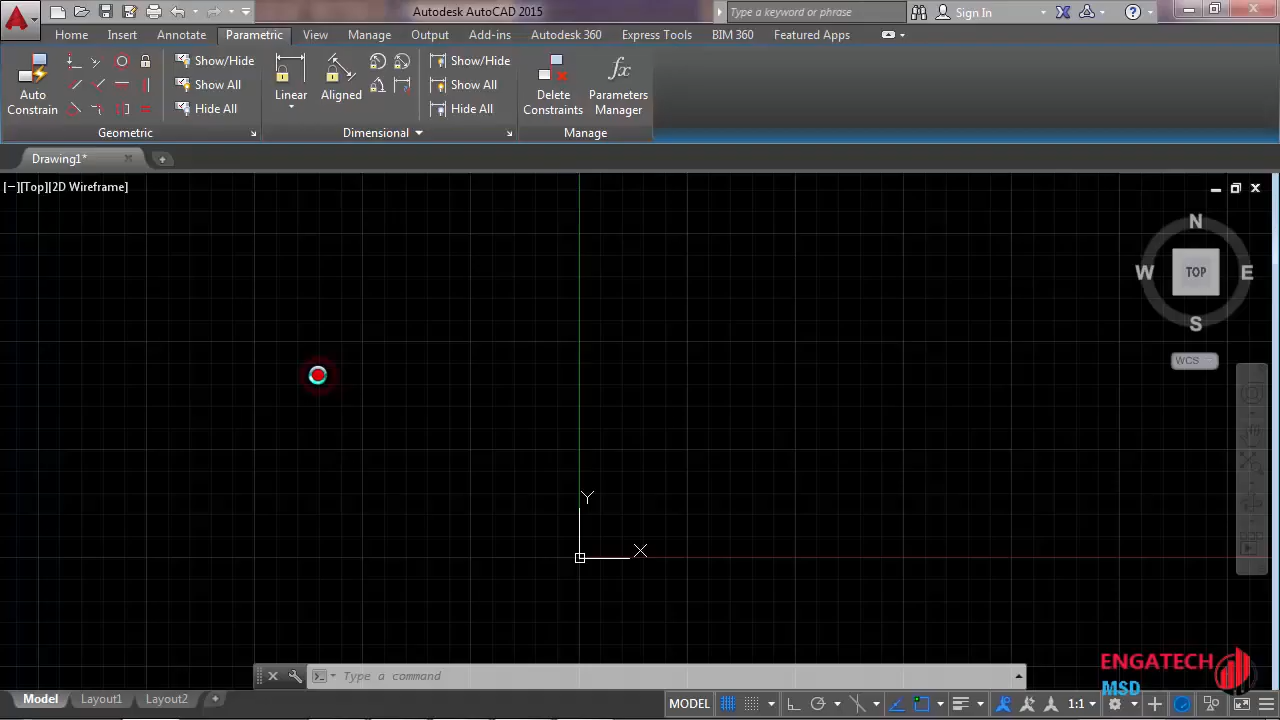 Autodesk AutoCAD 2015
Type a keyword or phrase
Sign In
Home Insert Annotate Parametric View Manage Output Add-ins Autodesk 360 Express Tools BIM 360 Featured Apps
Auto Constrain
Show/Hide
Show All
Hide All
Geometric
Linear
Aligned
Show/Hide
Show All
Hide All
Dimensional
Delete Constraints
fx
Parameters Manager
Manage
Drawing1*
[−][Top][2D Wireframe]
N
W TOP E
S
WCS
Y
X
Type a command
ENGATECH
MSD
Model Layout1 Layout2
MODEL
1:1